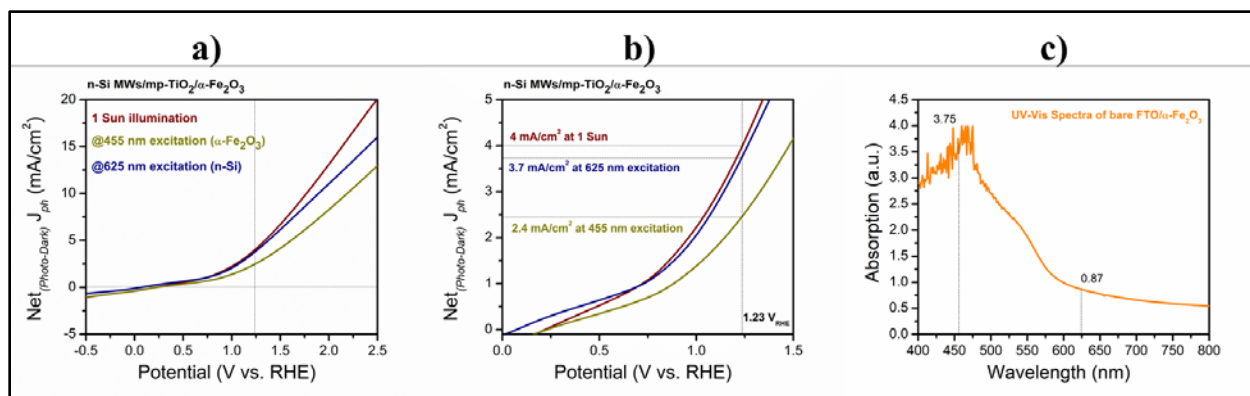 a)
n-Si MWs/mp-TiO₂/α-Fe₂O₃
1 Sun illumination
@455 nm excitation (α-Fe₂O₃)
@625 nm excitation (n-Si)
Net(Photo-Dark) Jph (mA/cm²)
20
15
10
5
0
-5
-0.5 0.0 0.5 1.0 1.5 2.0 2.5
Potential (V vs. RHE)
b)
n-Si MWs/mp-TiO₂/α-Fe₂O₃
4 mA/cm² at 1 Sun
3.7 mA/cm² at 625 nm excitation
2.4 mA/cm² at 455 nm excitation
1.23 VRHE
Net(Photo-Dark) Jph (mA/cm²)
5
4
3
2
1
0
0.0 0.5 1.0 1.5
Potential (V vs. RHE)
c)
UV-Vis Spectra of bare FTO/α-Fe₂O₃
3.75
0.87
Absorption (a.u.)
5.0
4.5
4.0
3.5
3.0
2.5
2.0
1.5
1.0
0.5
0.0
400 450 500 550 600 650 700 750 800
Wavelength (nm)